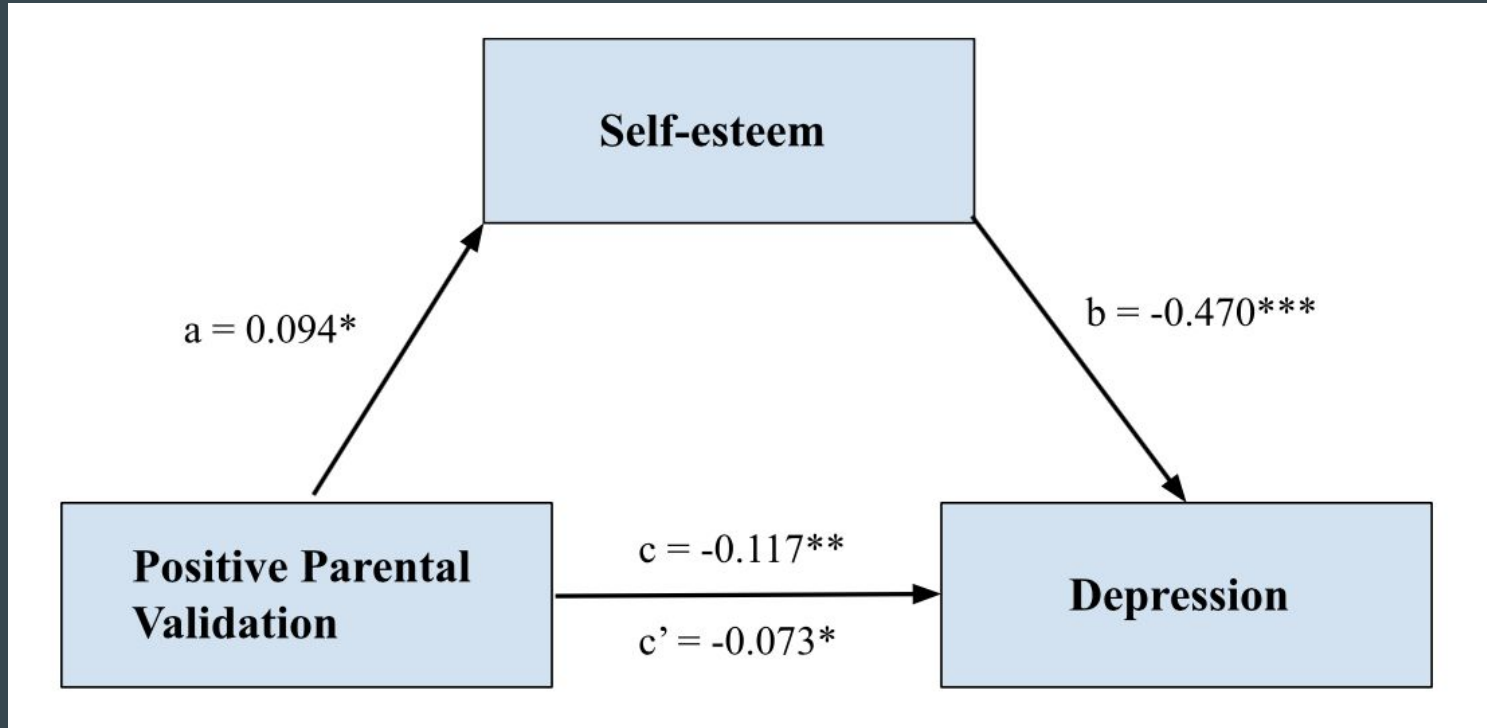 Self-esteem
a = 0.094*
b = -0.470***
Positive Parental
Validation
c = -0.117**
c’ = -0.073*
Depression